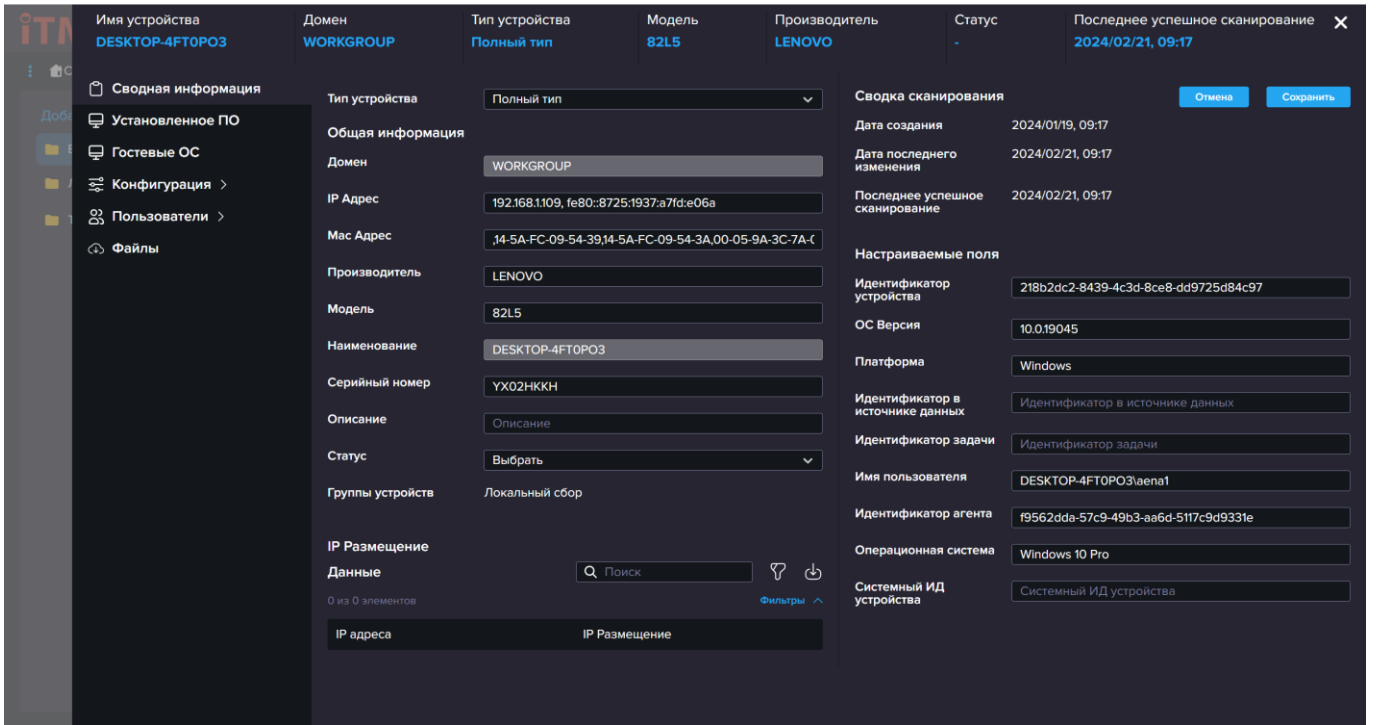 Имя устройства Домен Тип устройства Модель Производитель Статус Последнее успешное сканирование
DESKTOP-4FT0PO3 WORKGROUP Полный тип 82L5 LENOVO - 2024/02/21, 09:17
Сводная информация
Установленное ПО
Гостевые ОС
Конфигурация
Пользователи
Файлы
Тип устройства Полный тип
Общая информация
Домен WORKGROUP
IP Адрес 192.168.1.109, fe80::8725:1937:a7fd:e06a
Мас Адрес ,14-5A-FC-09-54-39,14-5A-FC-09-54-3A,00-05-9A-3C-7A-(
Производитель LENOVO
Модель 82L5
Наименование DESKTOP-4FT0PO3
Серийный номер YX02HKKH
Описание Описание
Статус Выбрать
Группы устройств Локальный сбор
IP Размещение
Данные Поиск
0 из 0 элементов Фильтры
IP адреса IP Размещение
Сводка сканирования Отмена Сохранить
Дата создания 2024/01/19, 09:17
Дата последнего 2024/02/21, 09:17
изменения
Последнее успешное 2024/02/21, 09:17
сканирование
Настраиваемые поля
Идентификатор
устройства 218b2dc2-8439-4c3d-8ce8-dd9725d84c97
ОС Версия 10.0.19045
Платформа Windows
Идентификатор в
источнике данных Идентификатор в источнике данных
Идентификатор задачи Идентификатор задачи
Имя пользователя DESKTOP-4FT0PO3\aena1
Идентификатор агента f9562dda-57c9-49b3-aa6d-5117c9d9331e
Операционная система Windows 10 Pro
Системный ИД
устройства Системный ИД устройства